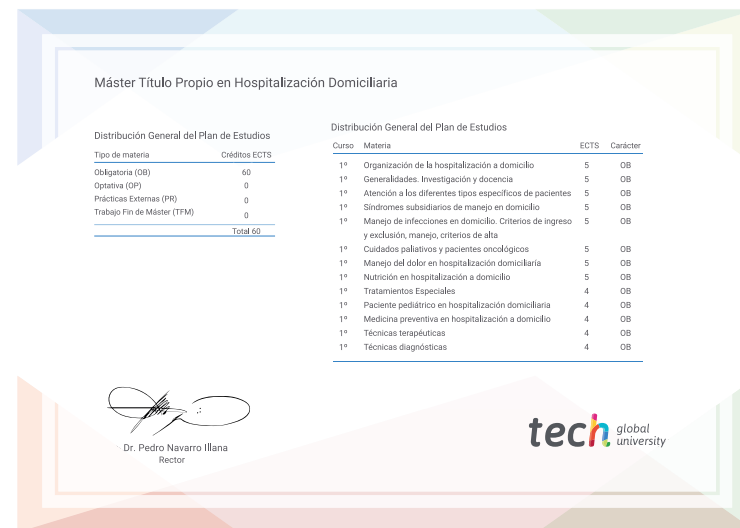 Máster Título Propio en Hospitalización Domiciliaria
Distribución General del Plan de Estudios
Tipo de materia Créditos ECTS
Obligatoria (OB) 60
Optativa (OP) 0
Prácticas Externas (PR) 0
Trabajo Fin de Máster (TFM) 0
Total 60
Distribución General del Plan de Estudios
Curso Materia ECTS Carácter
1º Organización de la hospitalización a domicilio 5 OB
1º Generalidades. Investigación y docencia 5 OB
1º Atención a los diferentes tipos específicos de pacientes 5 OB
1º Síndromes subsidiarios de manejo en domicilio 5 OB
1º Manejo de infecciones en domicilio. Criterios de ingreso 5 OB
y exclusión, manejo, criterios de alta
1º Cuidados paliativos y pacientes oncológicos 5 OB
1º Manejo del dolor en hospitalización domiciliaría 5 OB
1º Nutrición en hospitalización a domicilio 5 OB
1º Tratamientos Especiales 4 OB
1º Paciente pediátrico en hospitalización domiciliaria 4 OB
1º Medicina preventiva en hospitalización a domicilio 4 OB
1º Técnicas terapéuticas 4 OB
1º Técnicas diagnósticas 4 OB
Dr. Pedro Navarro Illana
Rector
tech global
university